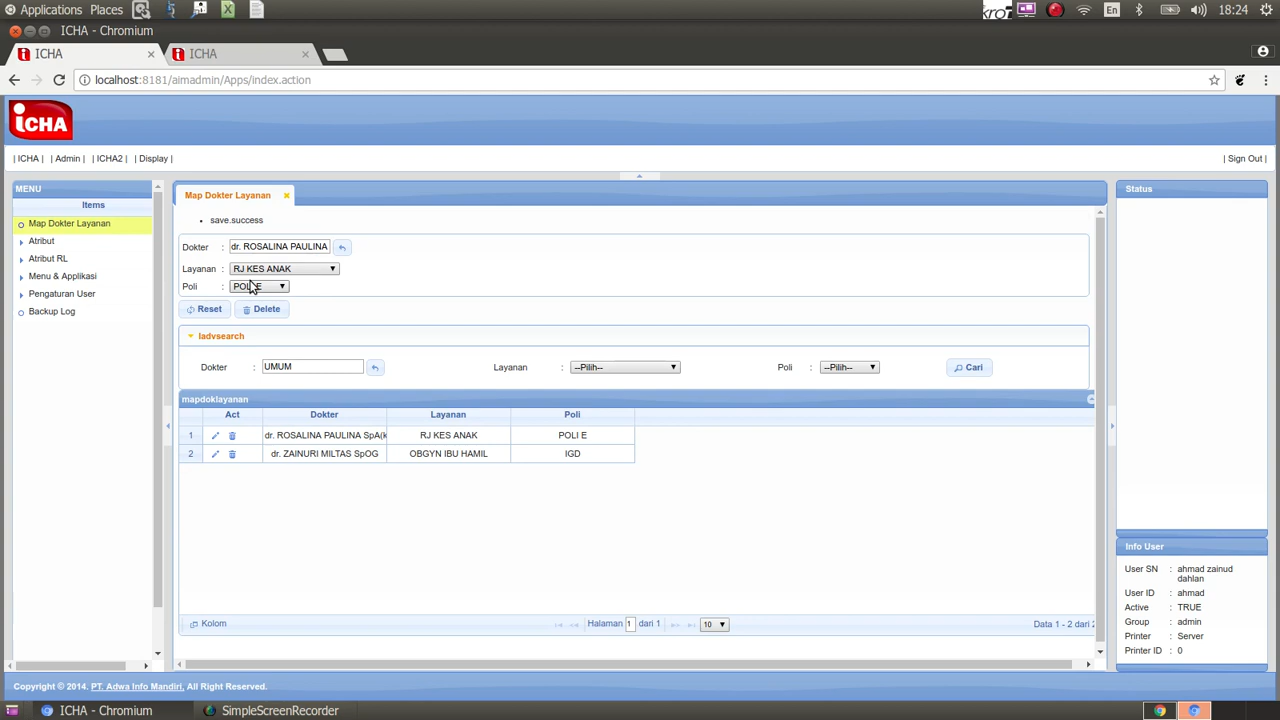 Applications Places
kro En 18:24
ICHA - Chromium
ICHA ICHA
localhost:8181/aimadmin/Apps/index.action
iCHA
| ICHA | | Admin | | ICHA2 | | Display | | Sign Out |
MENU
Items
Map Dokter Layanan
Atribut
Atribut RL
Menu & Applikasi
Pengaturan User
Backup Log
Map Dokter Layanan
save.success
Dokter : dr. ROSALINA PAULINA
Layanan : RJ KES ANAK
Poli : POLI E
Reset Delete
ladvsearch
Dokter : UMUM Layanan : --Pilih-- Poli : --Pilih-- Cari
mapdoklayanan
Act Dokter Layanan Poli
1 dr. ROSALINA PAULINA SpA(k RJ KES ANAK POLI E
2 dr. ZAINURI MILTAS SpOG OBGYN IBU HAMIL IGD
Kolom Halaman 1 dari 1 10 Data 1 - 2 dari 2
Status
Info User
User SN : ahmad zainud
dahlan
User ID : ahmad
Active : TRUE
Group : admin
Printer : Server
Printer ID : 0
Copyright © 2014. PT. Adwa Info Mandiri, All Right Reserved.
ICHA - Chromium SimpleScreenRecorder